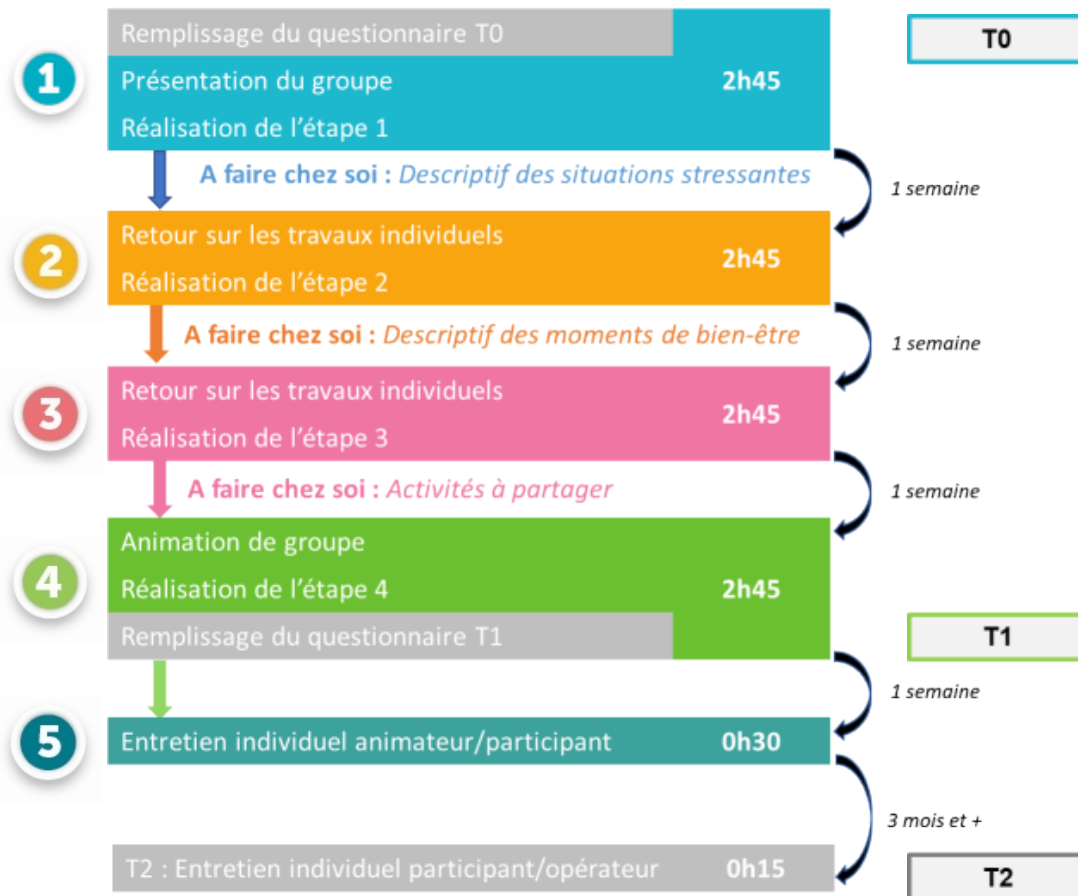 Remplissage du questionnaire T0
T0
1
Présentation du groupe
2h45
Réalisation de l'étape 1
A faire chez soi : Descriptif des situations stressantes
1 semaine
2
Retour sur les travaux individuels
2h45
Réalisation de l'étape 2
A faire chez soi : Descriptif des moments de bien-être
1 semaine
3
Retour sur les travaux individuels
2h45
Réalisation de l'étape 3
A faire chez soi : Activités à partager
1 semaine
4
Animation de groupe
Réalisation de l'étape 4
2h45
Remplissage du questionnaire T1
T1
1 semaine
5
Entretien individuel animateur/participant
0h30
3 mois et +
T2 : Entretien individuel participant/opérateur
0h15
T2